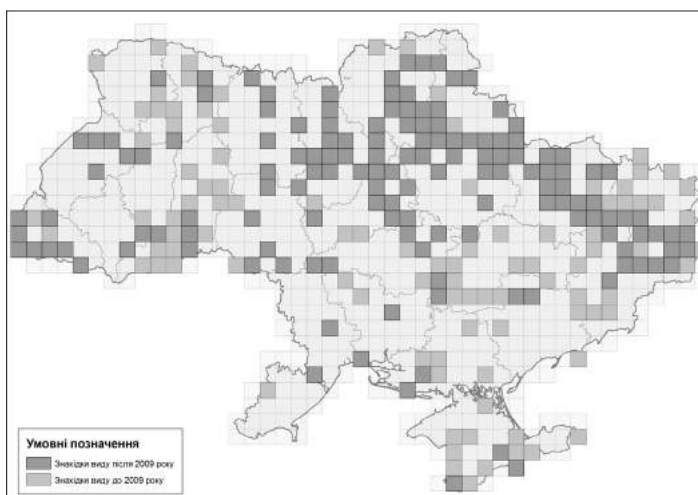 Умовні позначення
Знахідки виду після 2009 року
Знахідки виду до 2009 року